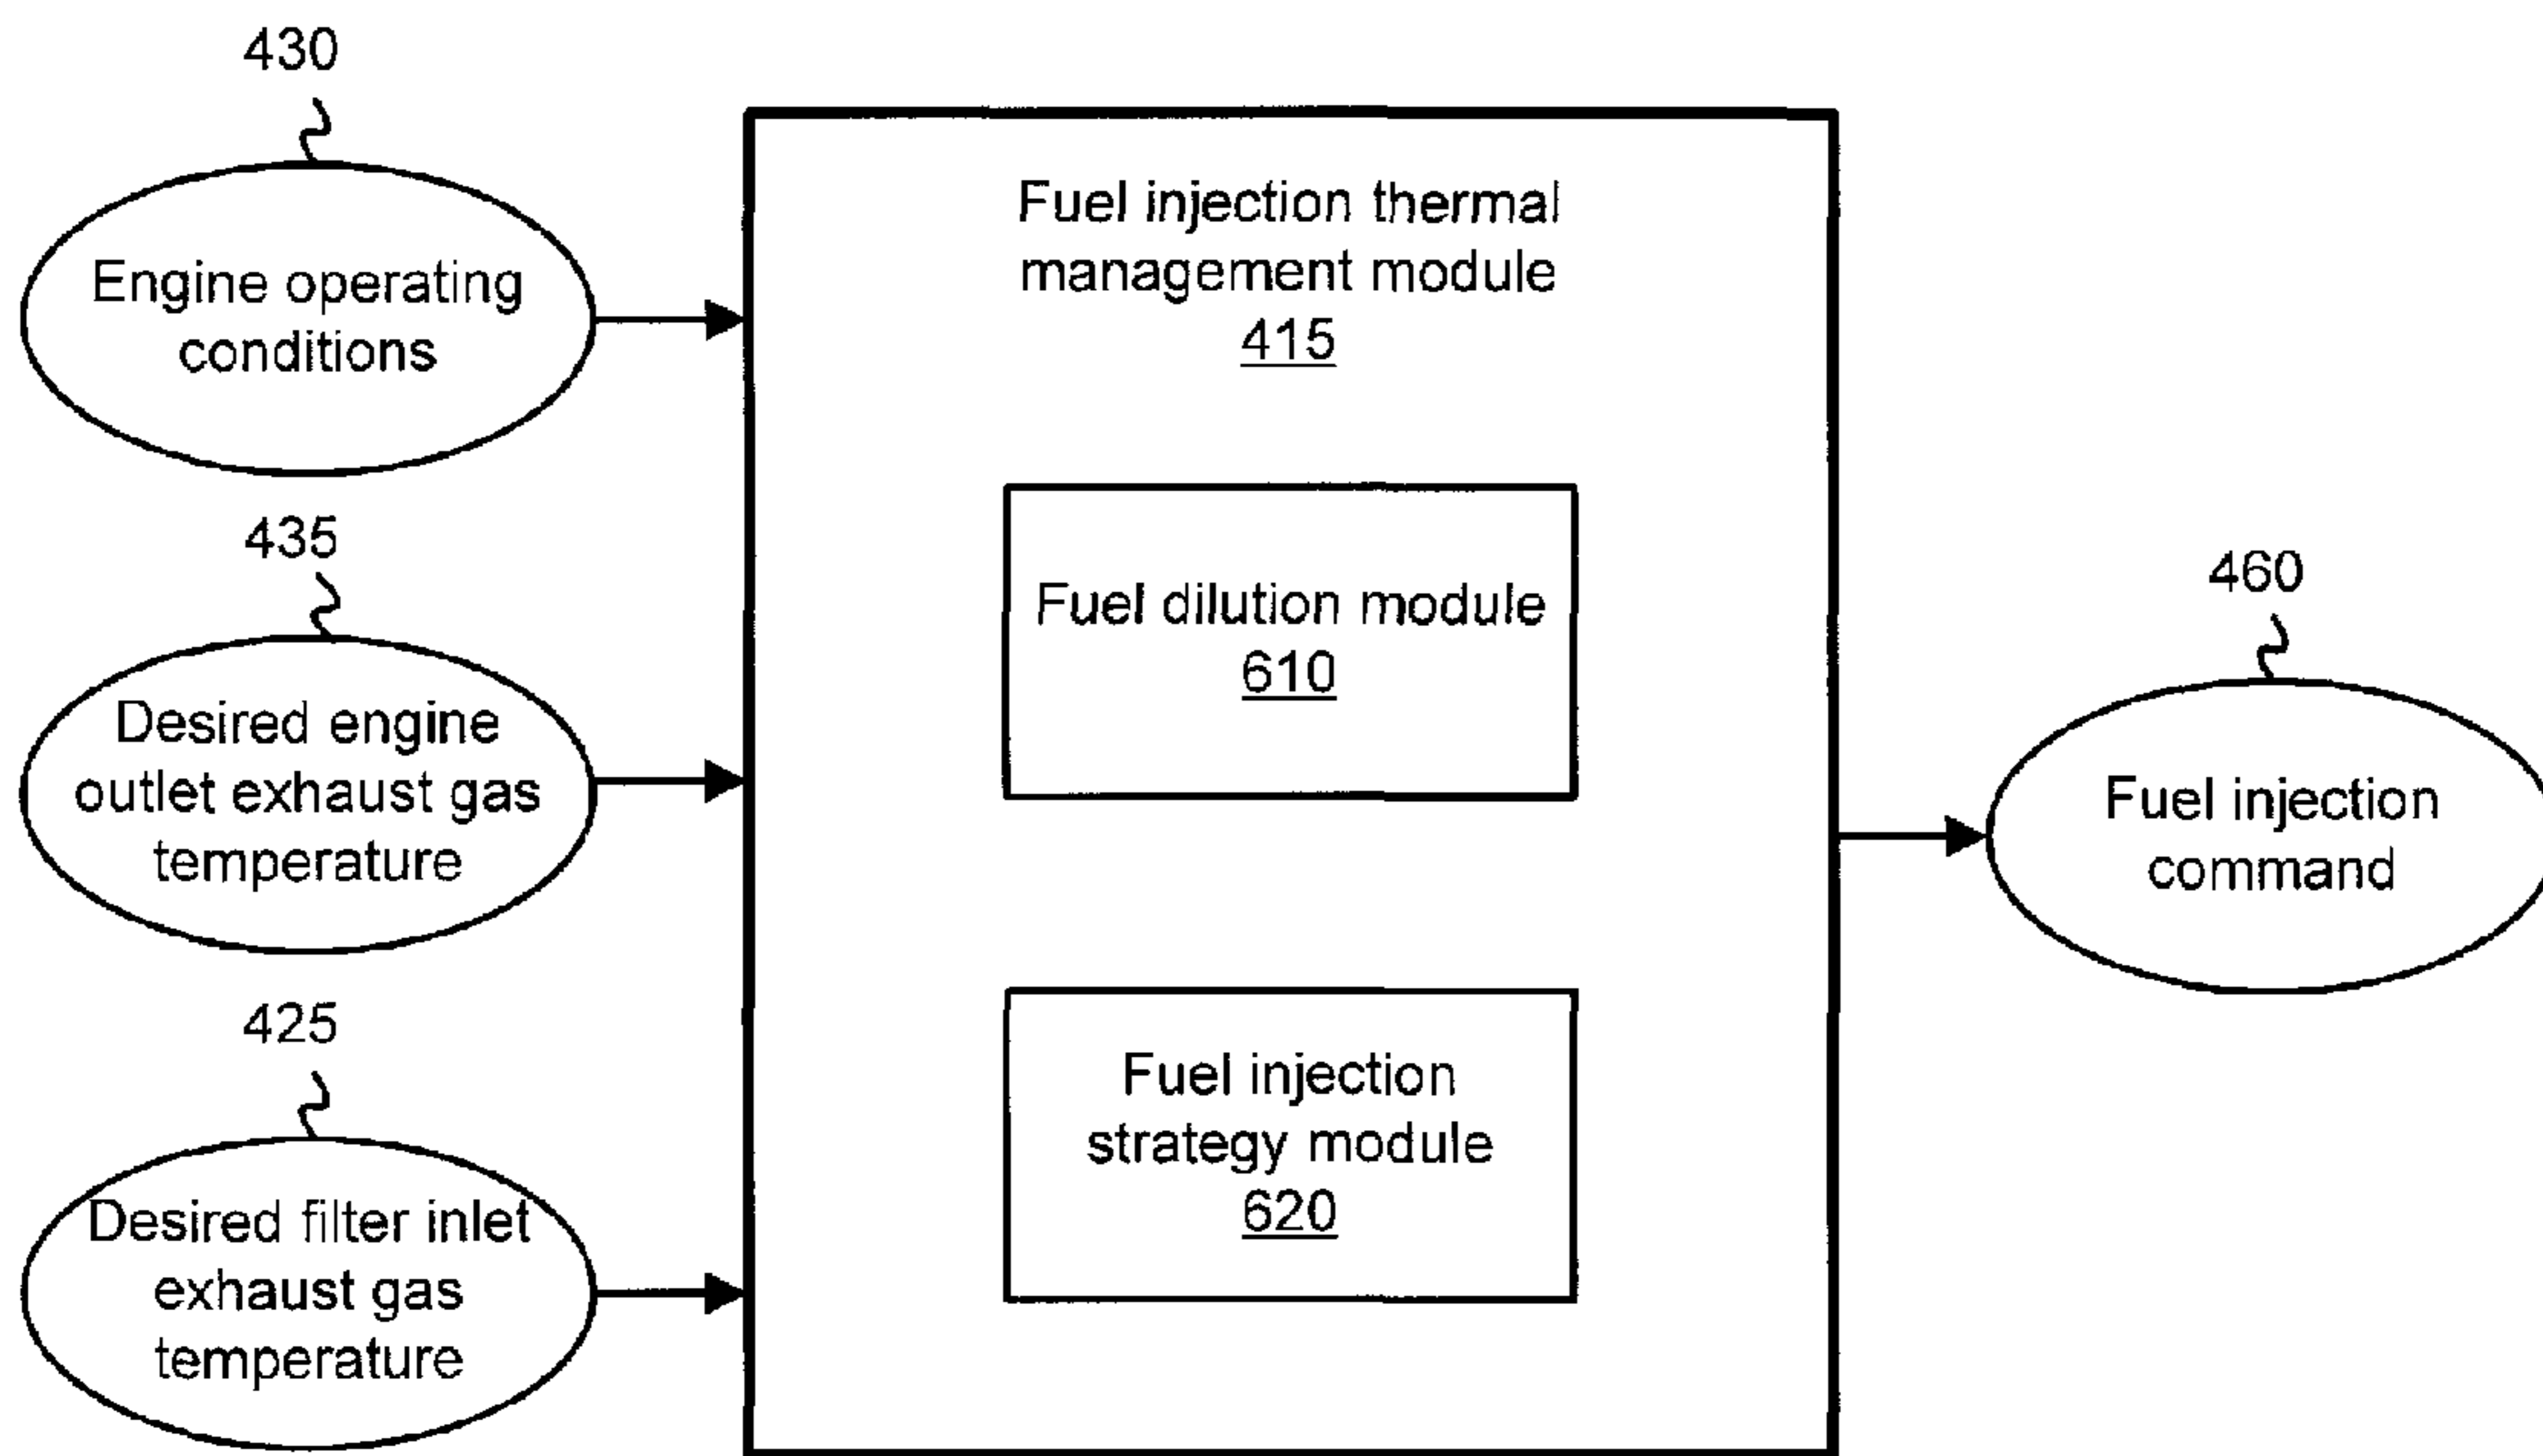 430
Engine operating
conditions
435
Desired engine
outlet exhaust gas
temperature
425
Desired filter inlet
exhaust gas
temperature
Fuel injection thermal
management module
415
Fuel dilution module
610
Fuel injection
strategy module
620
460
Fuel injection
command